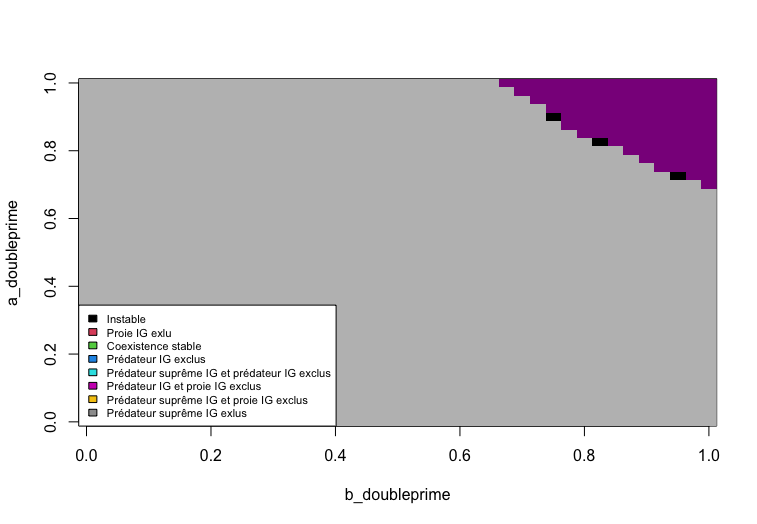 1.0
0.8
0.6
0.4
0.2
0.0
a_doubleprime
Instable
Proie IG exlu
Coexistence stable
Prédateur IG exclus
Prédateur suprême IG et prédateur IG exclus
Prédateur IG et proie IG exclus
Prédateur suprême IG et proie IG exclus
Prédateur suprême IG exlus
0.0 0.2 0.4 0.6 0.8 1.0
b_doubleprime